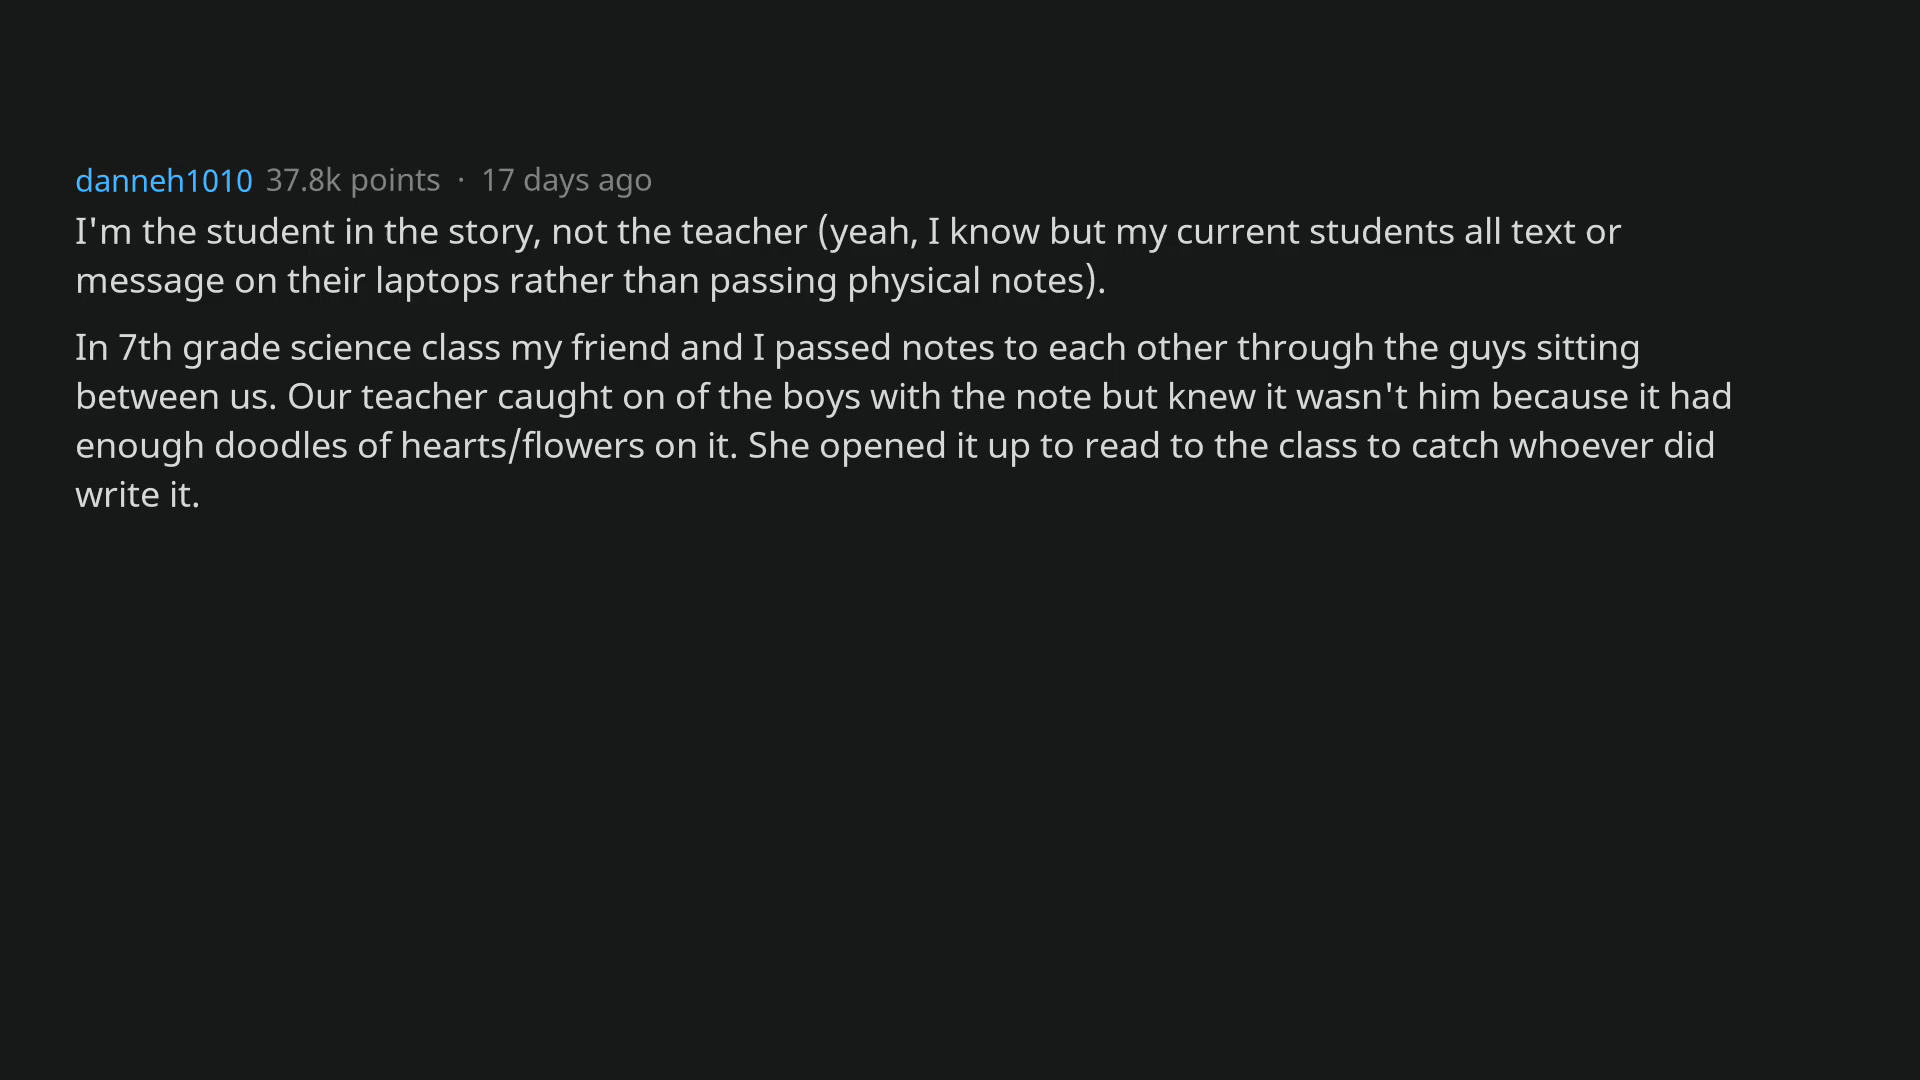 danneh1010 37.8k points · 17 days ago
I'm the student in the story, not the teacher (yeah, I know but my current students all text or
message on their laptops rather than passing physical notes).
In 7th grade science class my friend and I passed notes to each other through the guys sitting
between us. Our teacher caught on of the boys with the note but knew it wasn't him because it had
enough doodles of hearts/flowers on it. She opened it up to read to the class to catch whoever did
write it.